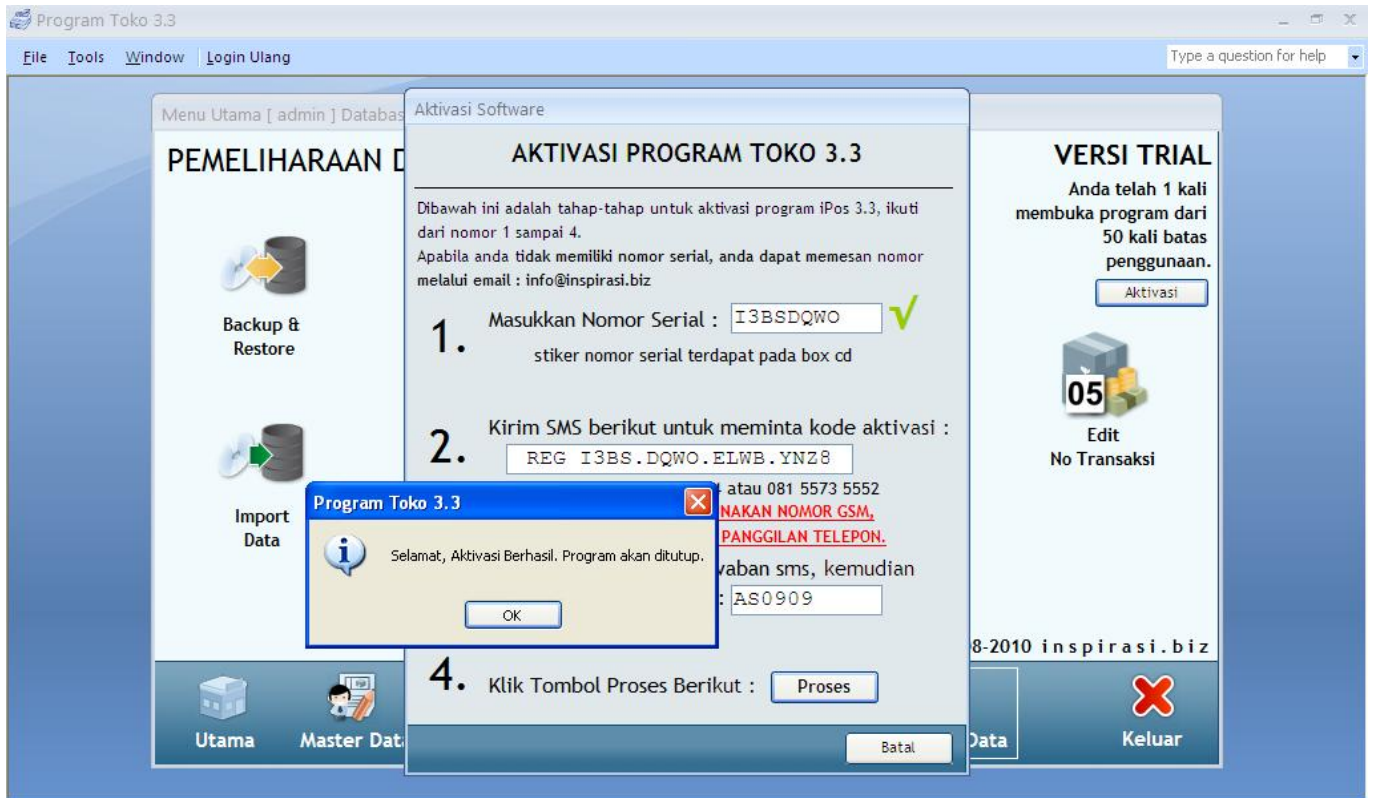 Program Toko 3.3
File Tools Window Login Ulang
Type a question for help
Menu Utama [ admin ] Databas
PEMELIHARAAN D
Backup &
Restore
Import
Data
Aktivasi Software
AKTIVASI PROGRAM TOKO 3.3
Dibawah ini adalah tahap-tahap untuk aktivasi program iPos 3.3, ikuti
dari nomor 1 sampai 4.
Apabila anda tidak memiliki nomor serial, anda dapat memesan nomor
melalui email : info@inspirasi.biz
1. Masukkan Nomor Serial : I3BSDQWO √
stiker nomor serial terdapat pada box cd
2. Kirim SMS berikut untuk meminta kode aktivasi :
REG I3BS.DQWO.ELWB.YNZ8
atau 081 5573 5552
NAKAN NOMOR GSM,
PANGGILAN TELEPON.
vaban sms, kemudian
: AS0909
4. Klik Tombol Proses Berikut : Proses
Batal
Program Toko 3.3
Selamat, Aktivasi Berhasil. Program akan ditutup.
OK
VERSI TRIAL
Anda telah 1 kali
membuka program dari
50 kali batas
penggunaan.
Aktivasi
05
Edit
No Transaksi
8-2010 inspirasi.biz
Utama Master Dat
Data Keluar